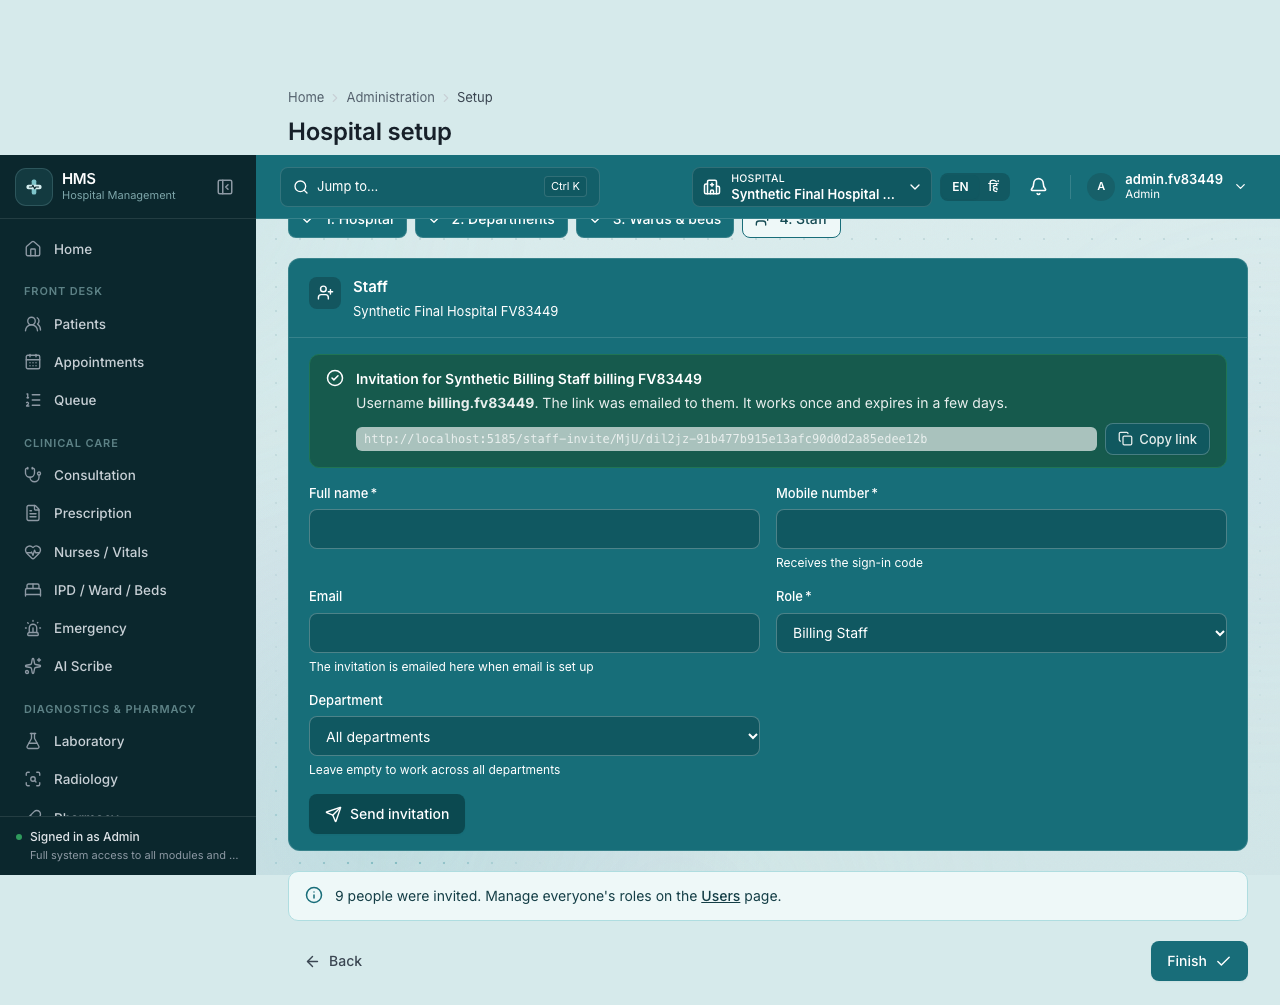 Home > Administration > Setup
Hospital setup
HMS
Hospital Management
Jump to...
Ctrl K
HOSPITAL
Synthetic Final Hospital ...
EN
हिं
A
admin.fv83449
Admin
1. Hospital
2. Departments
3. Wards & beds
4. Staff
Home
FRONT DESK
Patients
Appointments
Queue
CLINICAL CARE
Consultation
Prescription
Nurses / Vitals
IPD / Ward / Beds
Emergency
AI Scribe
DIAGNOSTICS & PHARMACY
Laboratory
Radiology
Pharmacy
Signed in as Admin
Full system access to all modules and ...
Staff
Synthetic Final Hospital FV83449
Invitation for Synthetic Billing Staff billing FV83449
Username billing.fv83449. The link was emailed to them. It works once and expires in a few days.
http://localhost:5185/staff-invite/MjU/dil2jz-91b477b915e13afc90d0d2a85edee12b
Copy link
Full name *
Mobile number *
Receives the sign-in code
Email
Role *
Billing Staff
The invitation is emailed here when email is set up
Department
All departments
Leave empty to work across all departments
Send invitation
9 people were invited. Manage everyone's roles on the Users page.
Back
Finish